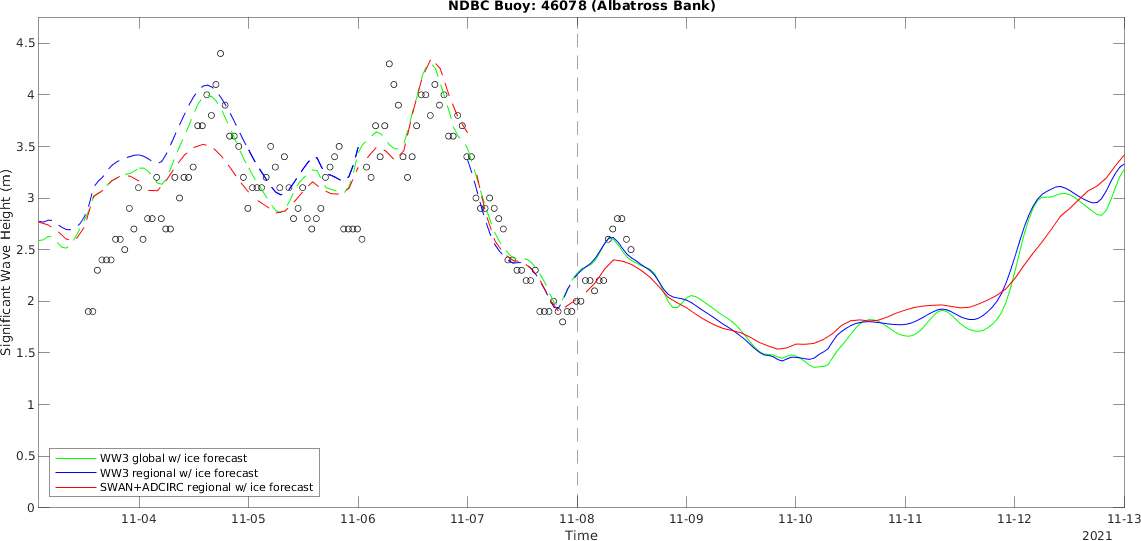 NDBC Buoy: 46078 (Albatross Bank)
Significant Wave Height (m)
4.5
4
3.5
3
2.5
2
1.5
1
0.5
0
WW3 global w/ ice forecast
WW3 regional w/ ice forecast
SWAN+ADCIRC regional w/ ice forecast
11-04 11-05 11-06 11-07 11-08 11-09 11-10 11-11 11-12 11-13
Time
2021